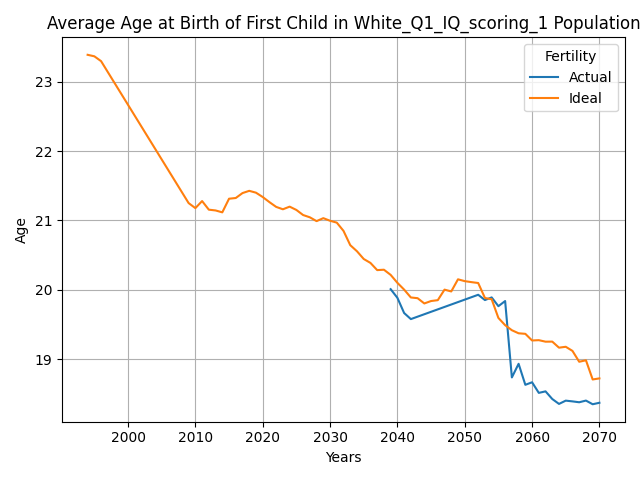 Average Age at Birth of First Child in White_Q1_IQ_scoring_1 Population
Fertility
Actual
Ideal
23
22
21
20
19
Age
2000 2010 2020 2030 2040 2050 2060 2070
Years